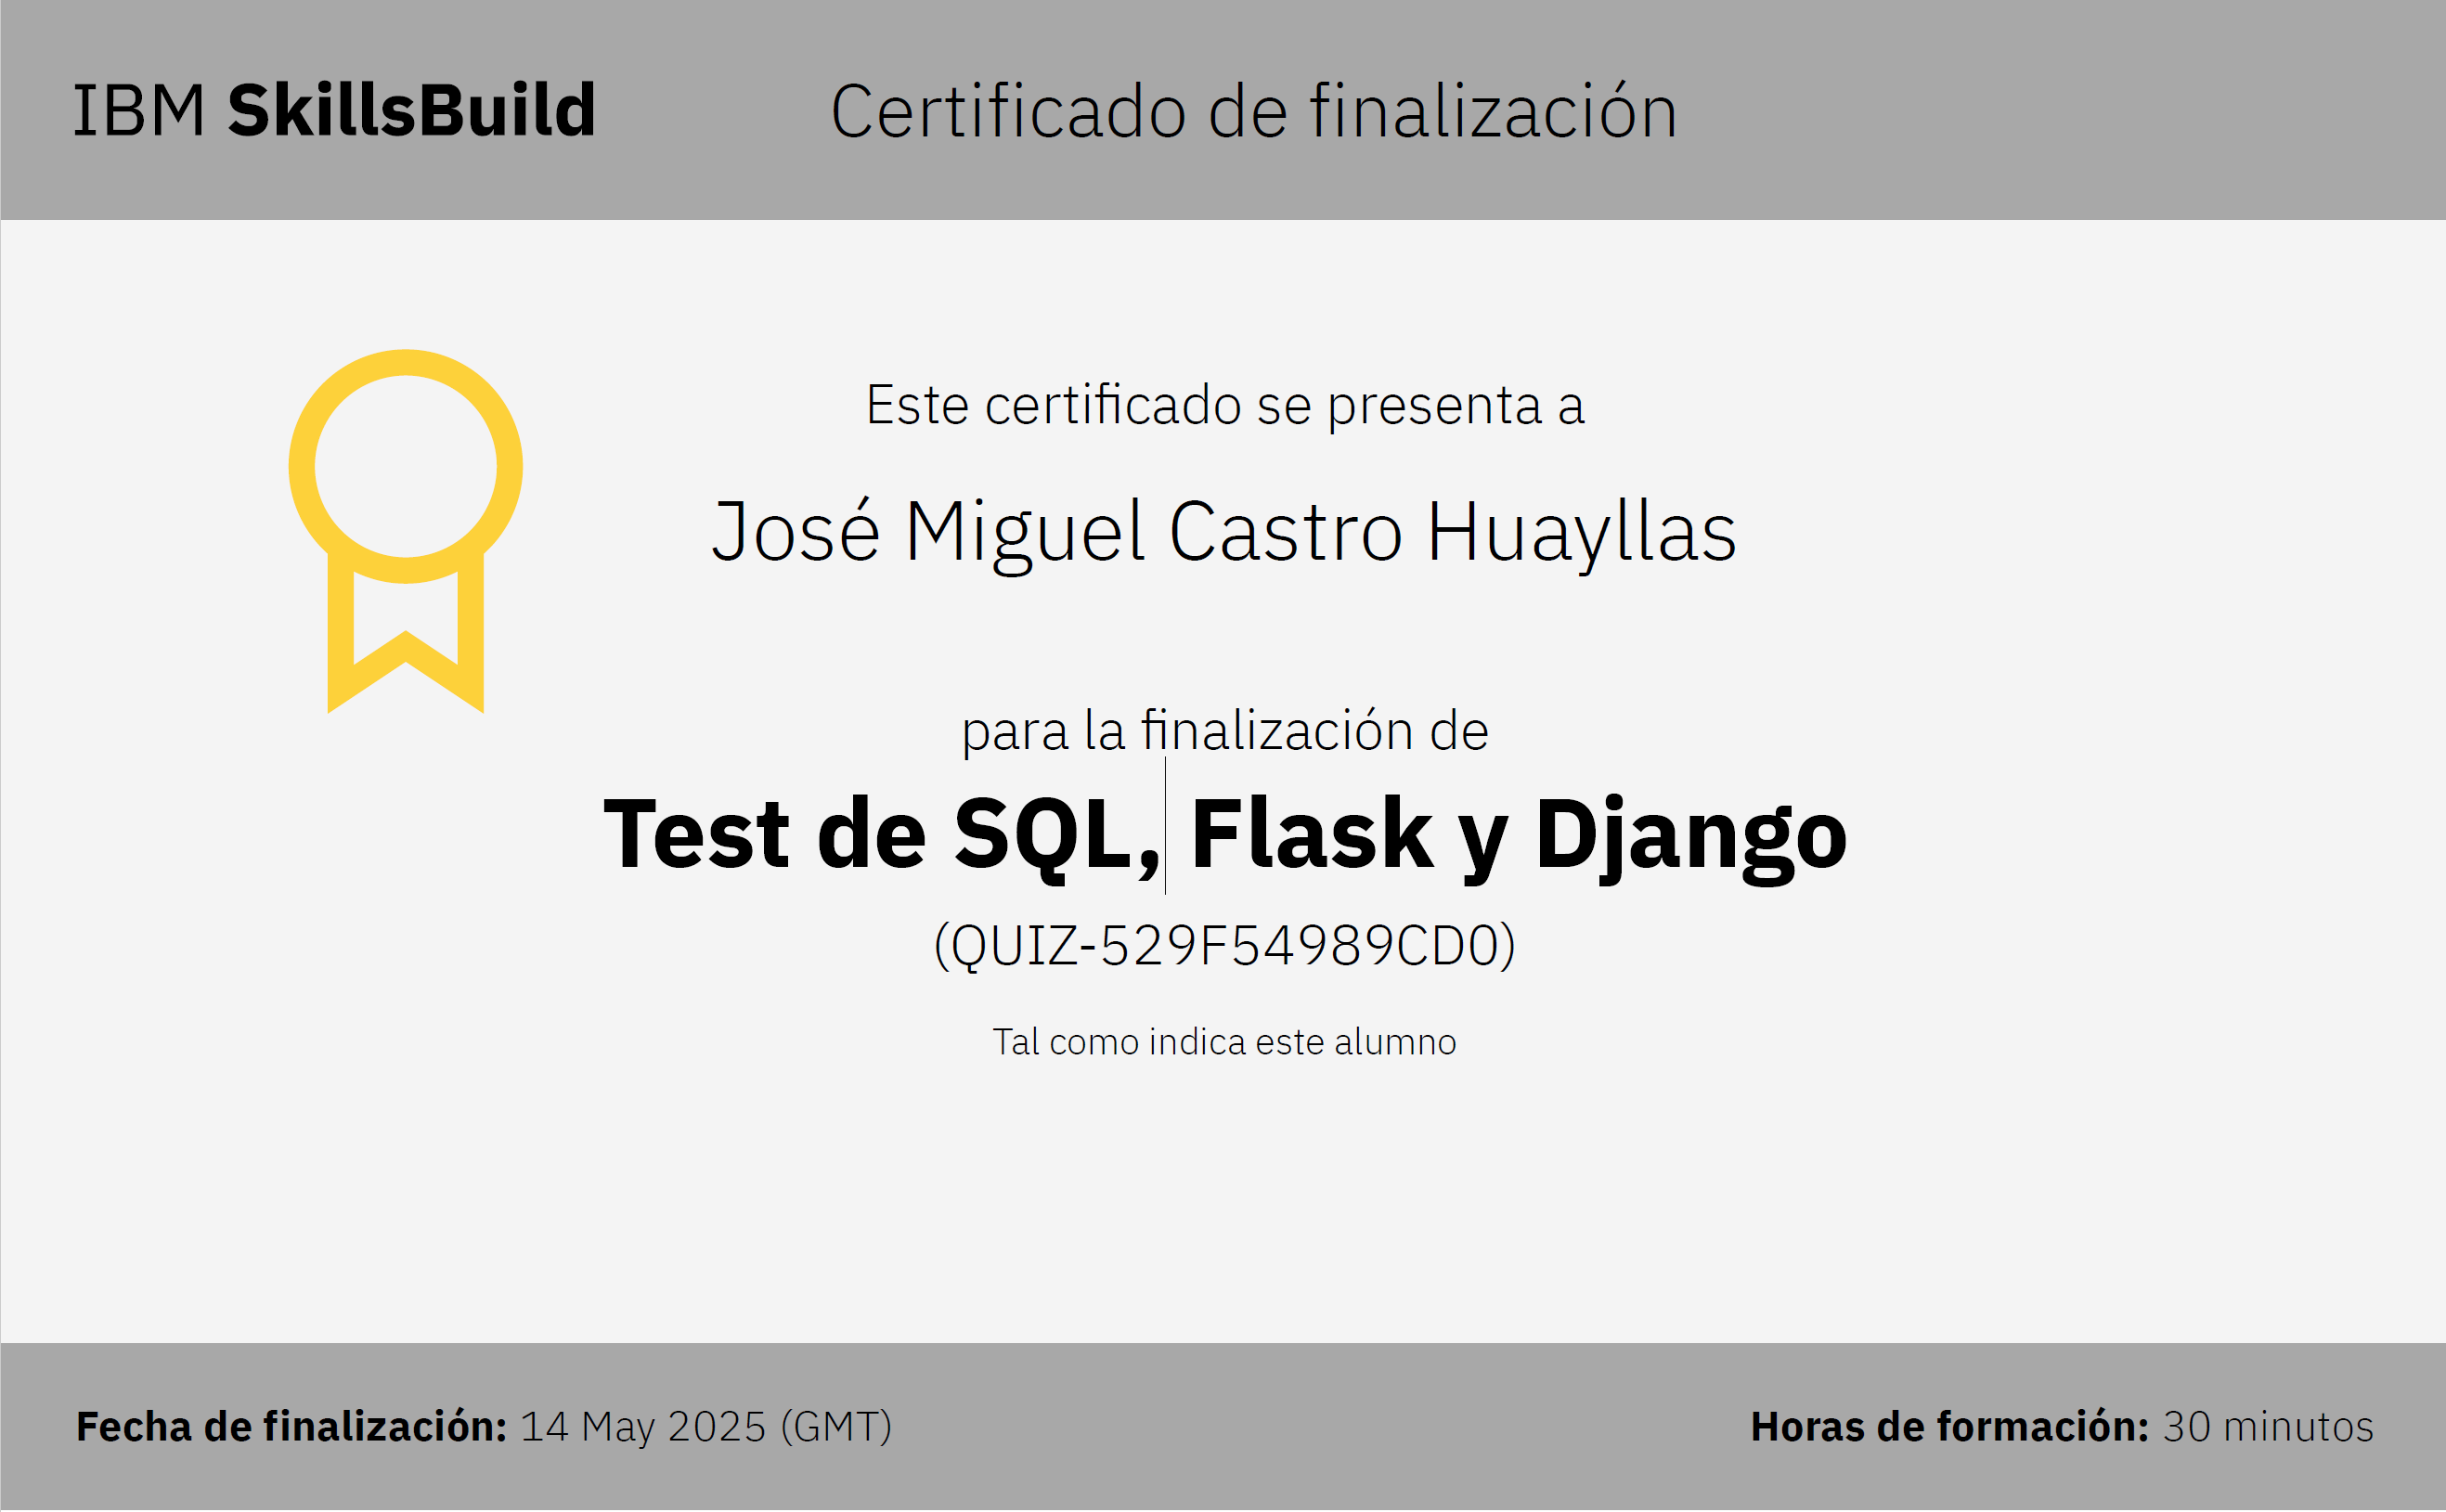 IBM SkillsBuild
Certificado de finalización
Este certificado se presenta a
José Miguel Castro Huayllas
para la finalización de
Test de SQL, Flask y Django
(QUIZ-529F54989CD0)
Tal como indica este alumno
Fecha de finalización: 14 May 2025 (GMT)
Horas de formación: 30 minutos